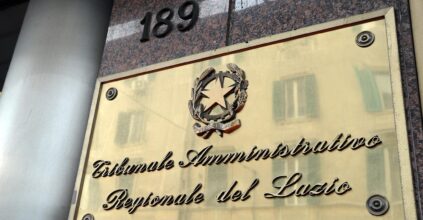 189
Tribunale Amministrativo
Regionale del Lazio